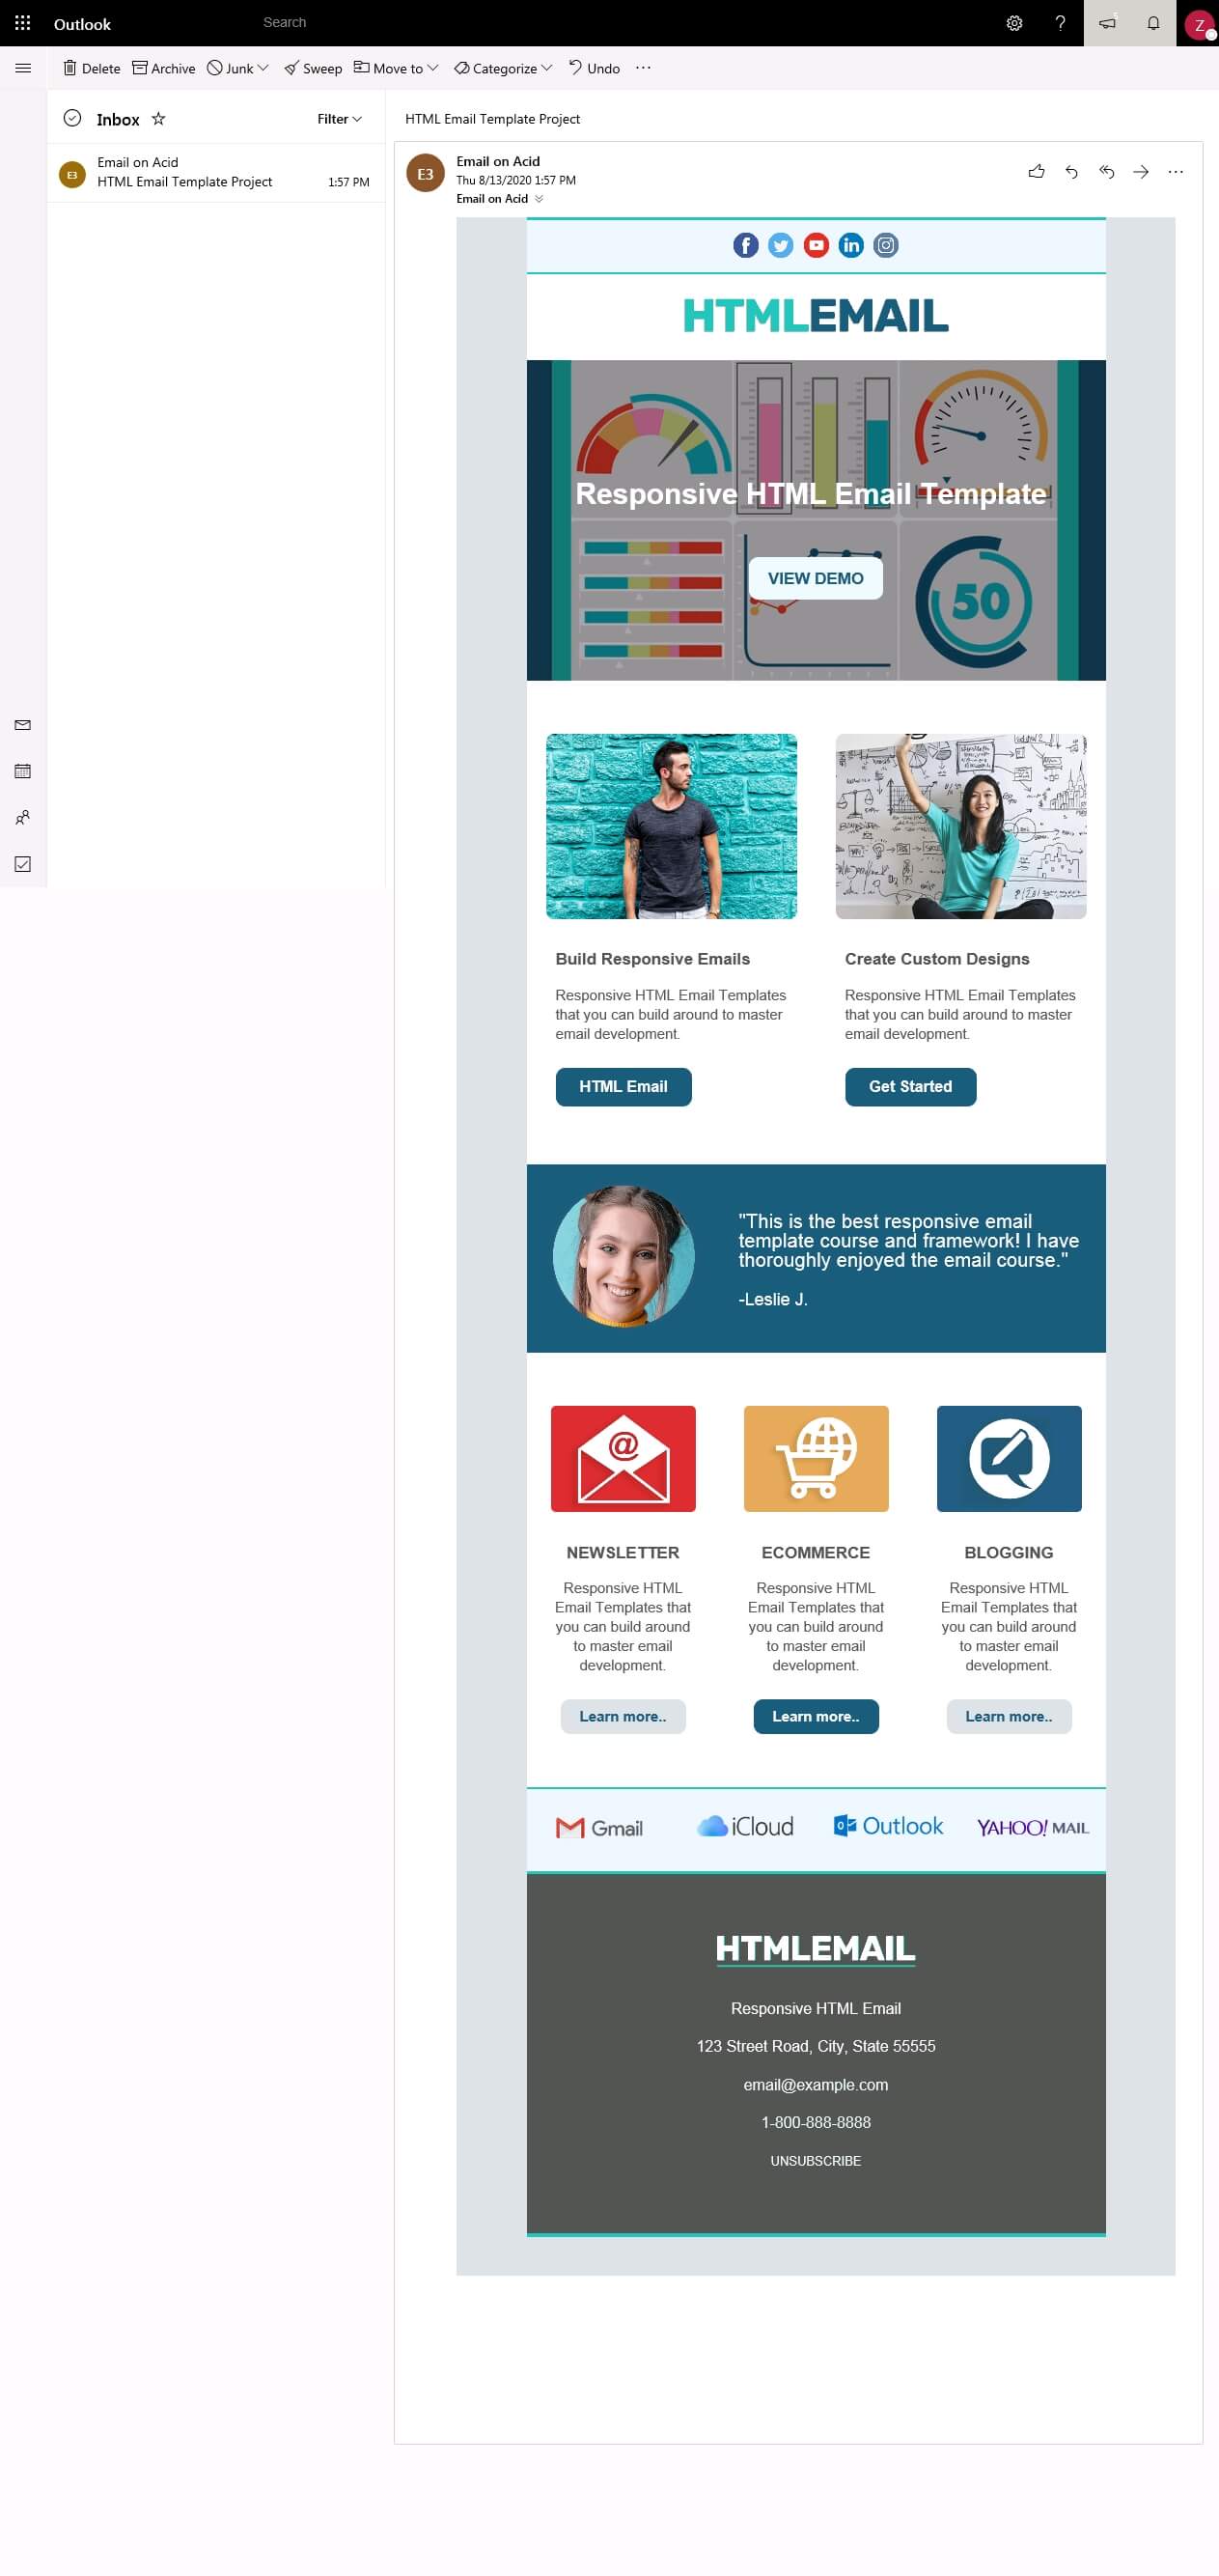 Outlook
Search
Delete
Archive
Junk
Sweep
Move to
Categorize
Undo
Inbox
Filter
E3
Email on Acid
HTML Email Template Project
1:57 PM
HTML Email Template Project
E3
Email on Acid
Thu 8/13/2020 1:57 PM
Email on Acid
Z
HTMLEMAIL
Responsive HTML Email Template
VIEW DEMO
50
Build Responsive Emails
Responsive HTML Email Templates
that you can build around to master
email development.
HTML Email
Create Custom Designs
Responsive HTML Email Templates
that you can build around to master
email development.
Get Started
"This is the best responsive email
template course and framework! I have
thoroughly enjoyed the email course."
-Leslie J.
NEWSLETTER
Responsive HTML
Email Templates that
you can build around
to master email
development.
Learn more..
ECOMMERCE
Responsive HTML
Email Templates that
you can build around
to master email
development.
Learn more..
BLOGGING
Responsive HTML
Email Templates that
you can build around
to master email
development.
Learn more..
Gmail
iCloud
Outlook
YAHOO! MAIL
HTMLEMAIL
Responsive HTML Email
123 Street Road, City, State 55555
email@example.com
1-800-888-8888
UNSUBSCRIBE